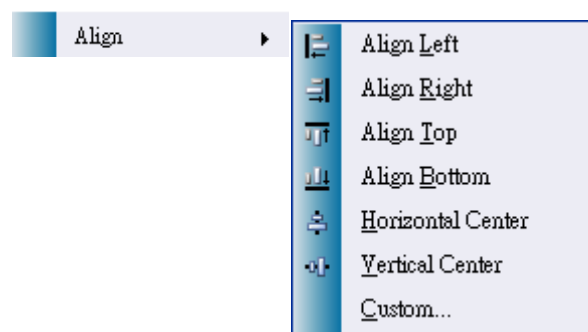 Align
Align Left
Align Right
Align Top
Align Bottom
Horizontal Center
Vertical Center
Custom...